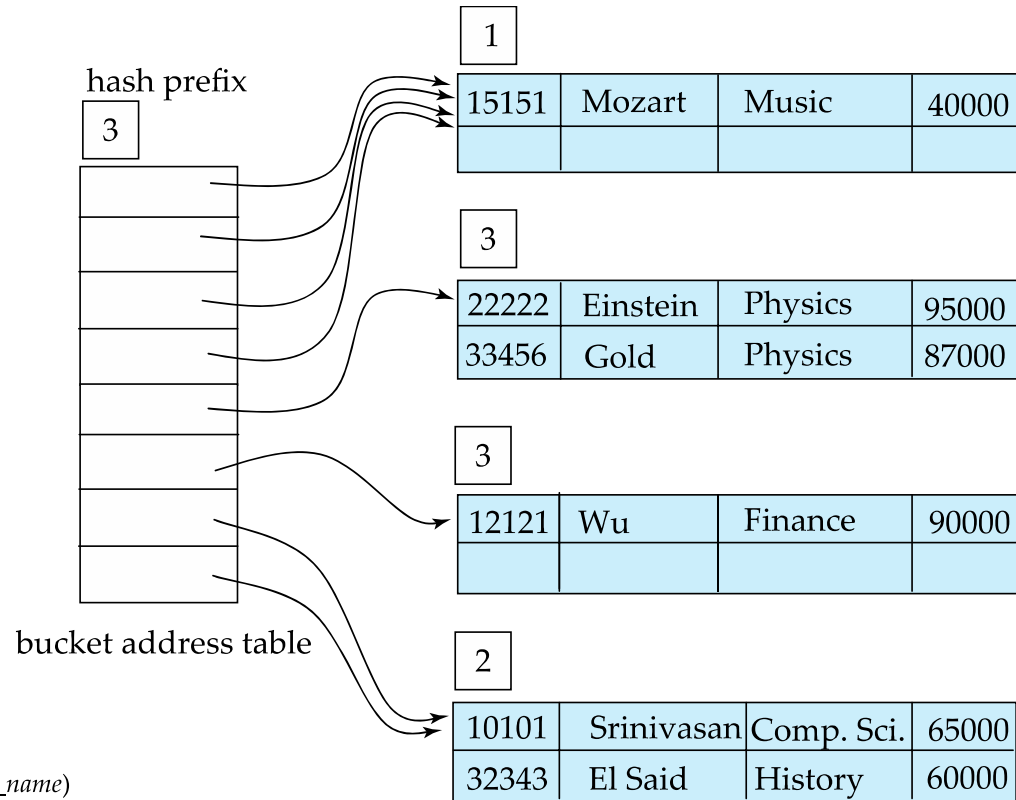 hash prefix
3
bucket address table
1
15151 Mozart Music 40000
3
22222 Einstein Physics 95000
33456 Gold Physics 87000
3
12121 Wu Finance 90000
2
10101 Srinivasan Comp. Sci. 65000
32343 El Said History 60000
_name)